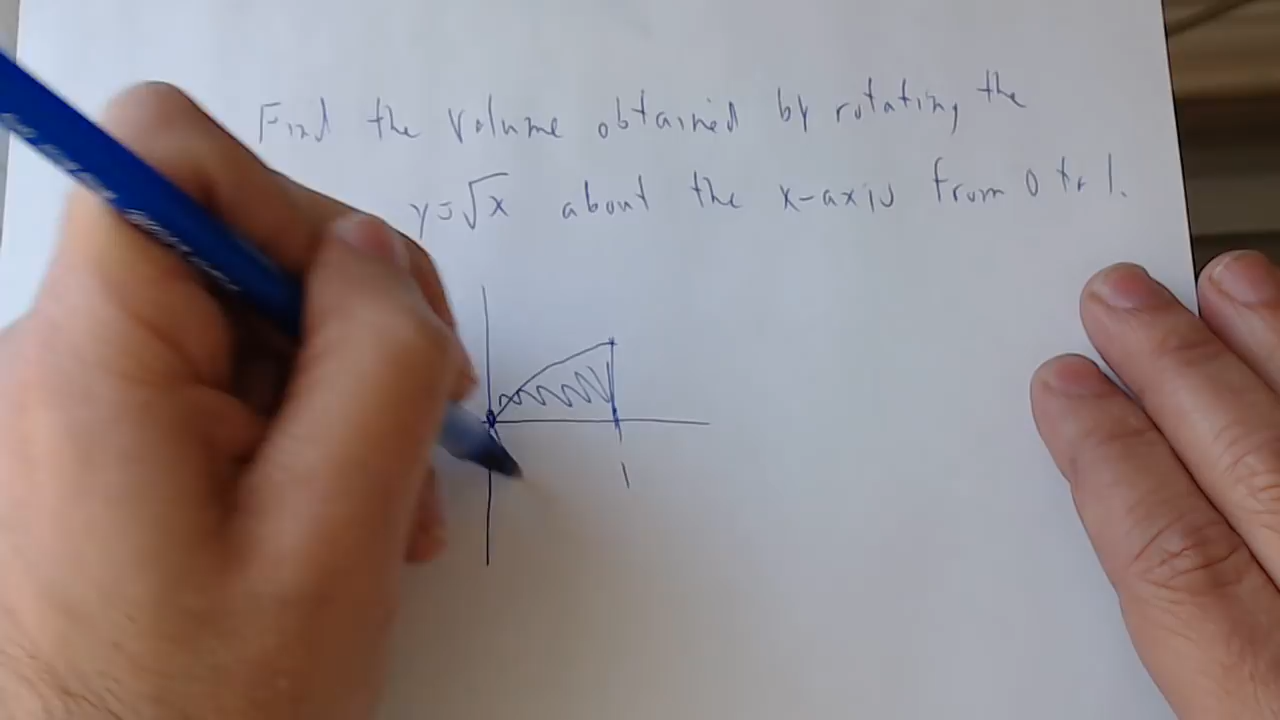 Find the volume obtained by rotating the
y=√x about the x-axis from 0 to 1.
1